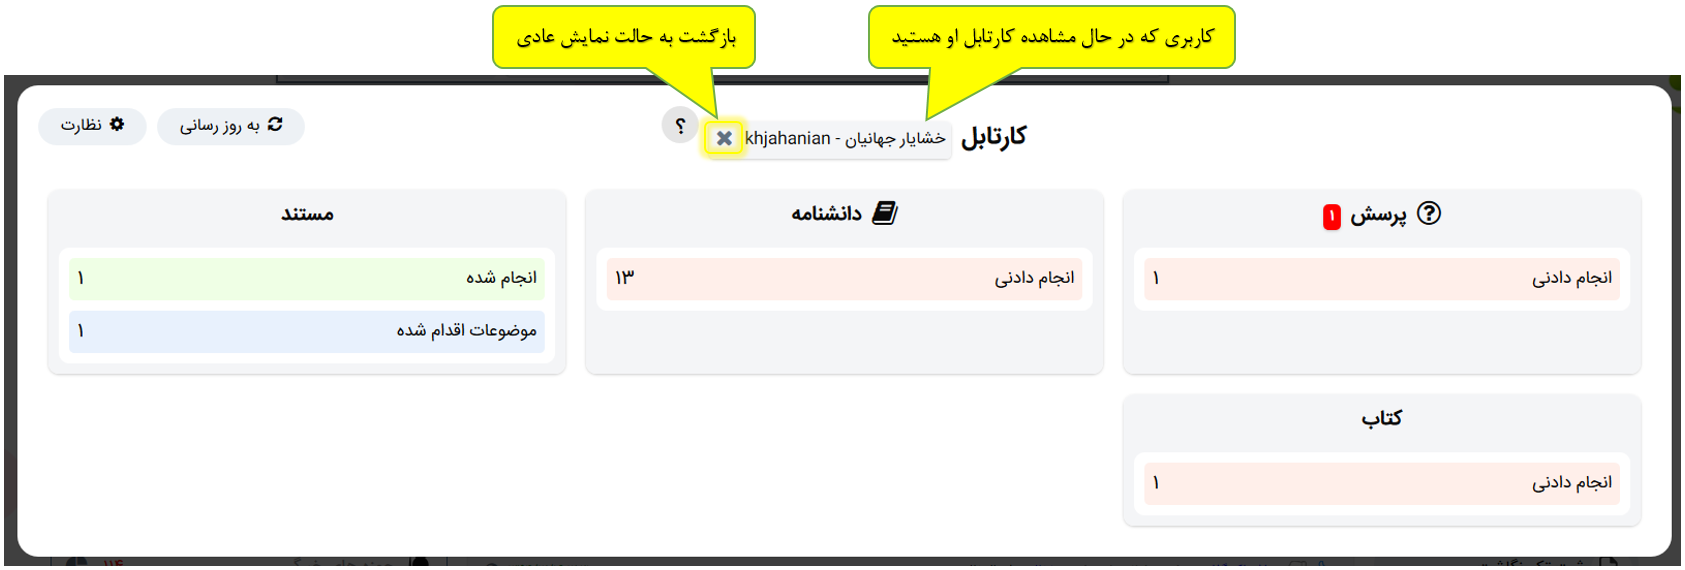 کاربری که در حال مشاهده کارتابل او هستید
بازگشت به حالت نمایش عادی
کارتابل
خشایار جهانیان - khjahanian
؟
به روز رسانی
نظارت
پرسش ۱
انجام دادنی ۱
دانشنامه
انجام دادنی ۱۳
مستند
انجام شده ۱
موضوعات اقدام شده ۱
کتاب
انجام دادنی ۱